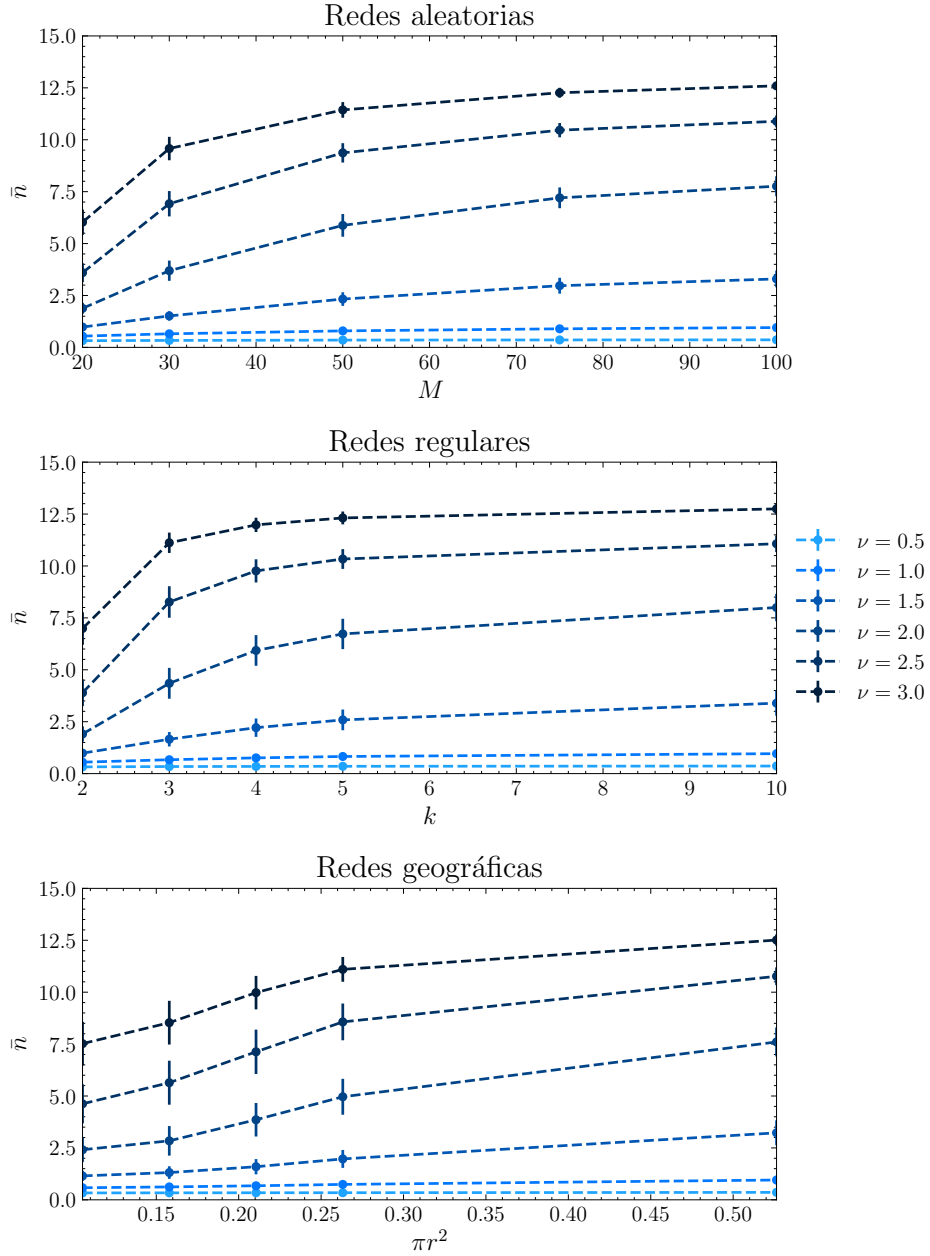 Redes aleatorias
15.0
12.5
10.0
7.5
5.0
2.5
0.0
n̄
20 30 40 50 60 70 80 90 100
M
Redes regulares
15.0
12.5
10.0
7.5
5.0
2.5
0.0
n̄
2 3 4 5 6 7 8 9 10
k
ν = 0.5
ν = 1.0
ν = 1.5
ν = 2.0
ν = 2.5
ν = 3.0
Redes geográficas
15.0
12.5
10.0
7.5
5.0
2.5
0.0
n̄
0.15 0.20 0.25 0.30 0.35 0.40 0.45 0.50
πr²